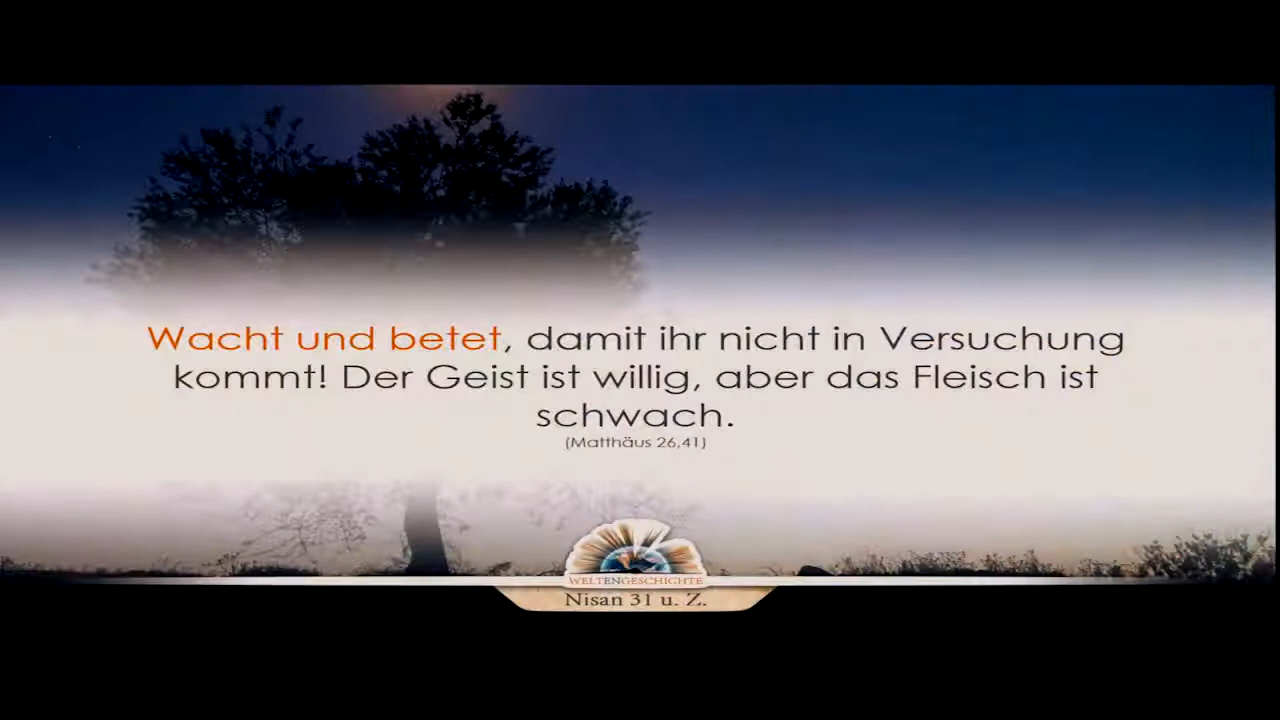 Wacht und betet, damit ihr nicht in Versuchung
kommt! Der Geist ist willig, aber das Fleisch ist
schwach.
(Matthäus 26,41)
WELTENGESCHICHTE
Nisan 31 u. Z.